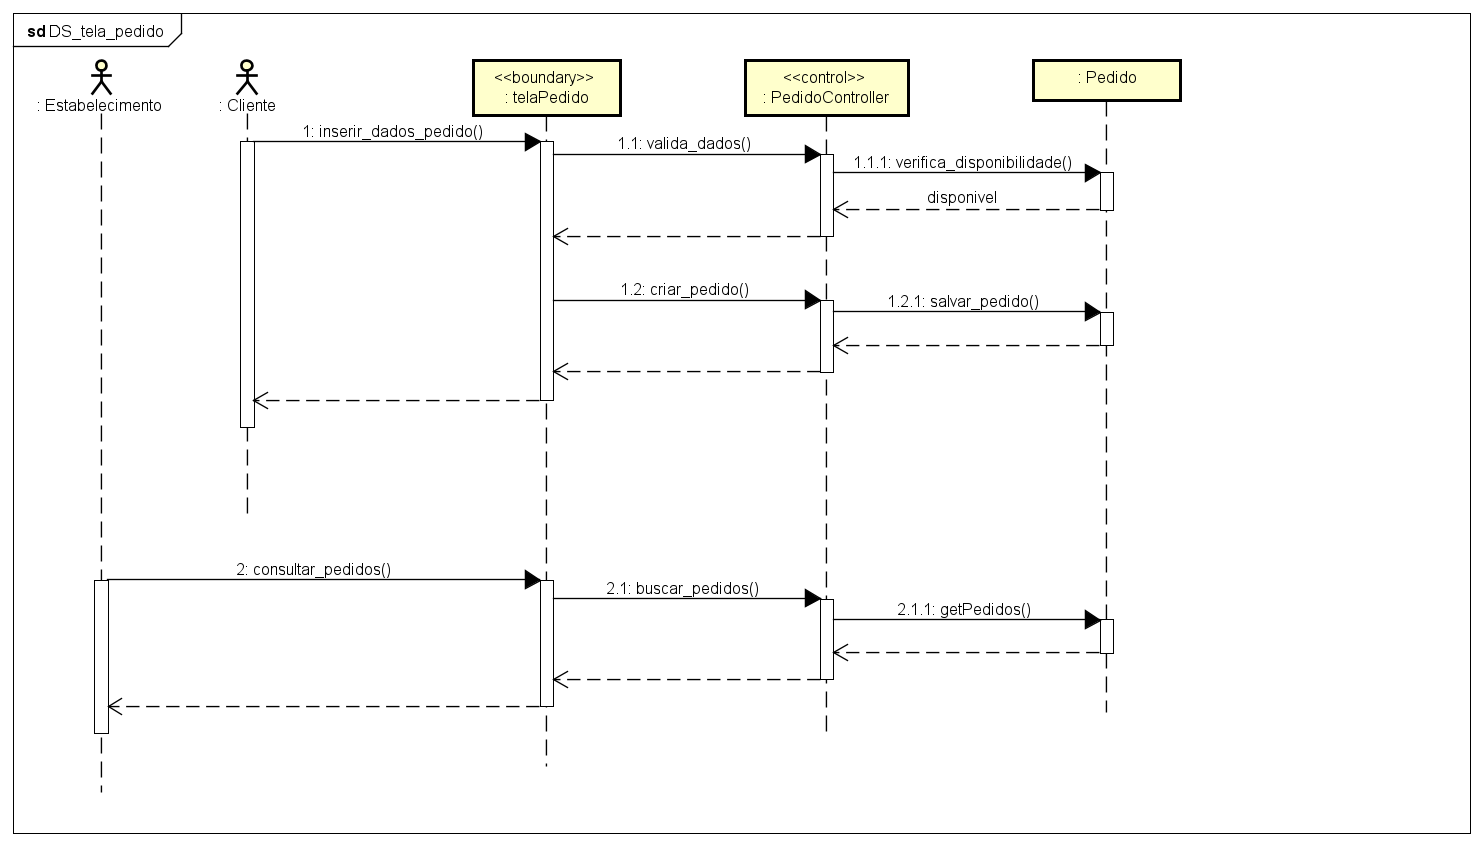 sd DS_tela_pedido
: Estabelecimento
: Cliente
<<boundary>>
: telaPedido
<<control>>
: PedidoController
: Pedido
1: inserir_dados_pedido()
1.1: valida_dados()
1.1.1: verifica_disponibilidade()
disponivel
1.2: criar_pedido()
1.2.1: salvar_pedido()
2: consultar_pedidos()
2.1: buscar_pedidos()
2.1.1: getPedidos()